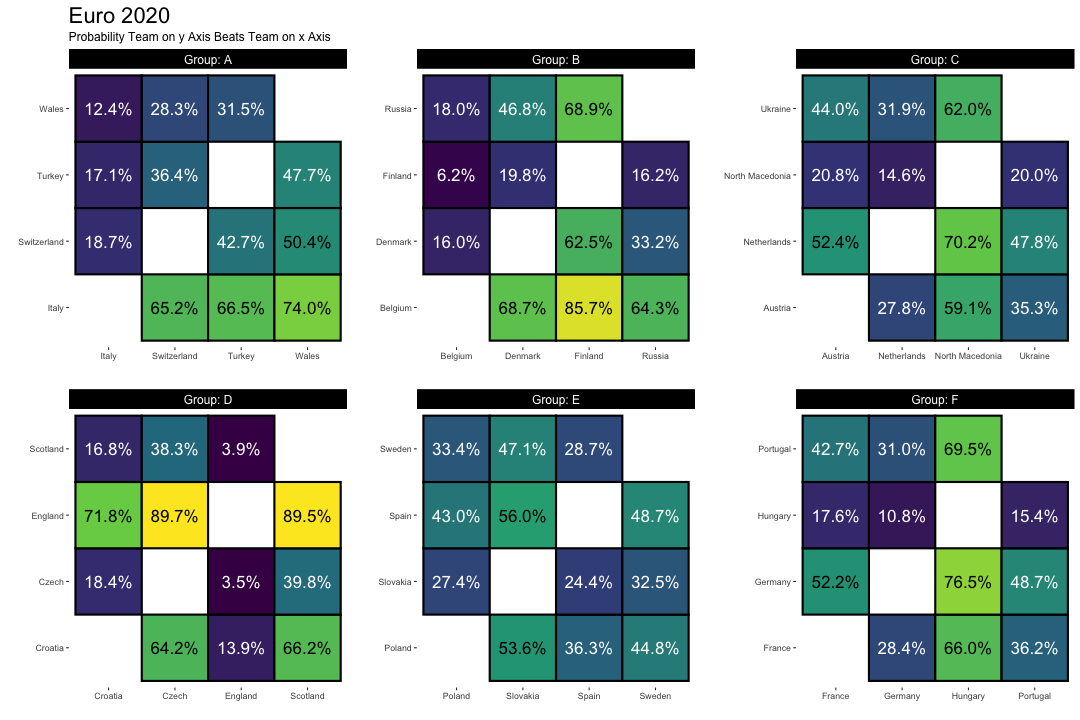 Euro 2020
Probability Team on y Axis Beats Team on x Axis
Group: A
Wales 12.4% 28.3% 31.5%
Turkey 17.1% 36.4% 47.7%
Switzerland 18.7% 42.7% 50.4%
Italy 65.2% 66.5% 74.0%
Italy Switzerland Turkey Wales
Group: B
Russia 18.0% 46.8% 68.9%
Finland 6.2% 19.8% 16.2%
Denmark 16.0% 62.5% 33.2%
Belgium 68.7% 85.7% 64.3%
Belgium Denmark Finland Russia
Group: C
Ukraine 44.0% 31.9% 62.0%
North Macedonia 20.8% 14.6% 20.0%
Netherlands 52.4% 70.2% 47.8%
Austria 27.8% 59.1% 35.3%
Austria Netherlands North Macedonia Ukraine
Group: D
Scotland 16.8% 38.3% 3.9%
England 71.8% 89.7% 89.5%
Czech 18.4% 3.5% 39.8%
Croatia 64.2% 13.9% 66.2%
Croatia Czech England Scotland
Group: E
Sweden 33.4% 47.1% 28.7%
Spain 43.0% 56.0% 48.7%
Slovakia 27.4% 24.4% 32.5%
Poland 53.6% 36.3% 44.8%
Poland Slovakia Spain Sweden
Group: F
Portugal 42.7% 31.0% 69.5%
Hungary 17.6% 10.8% 15.4%
Germany 52.2% 76.5% 48.7%
France 28.4% 66.0% 36.2%
France Germany Hungary Portugal